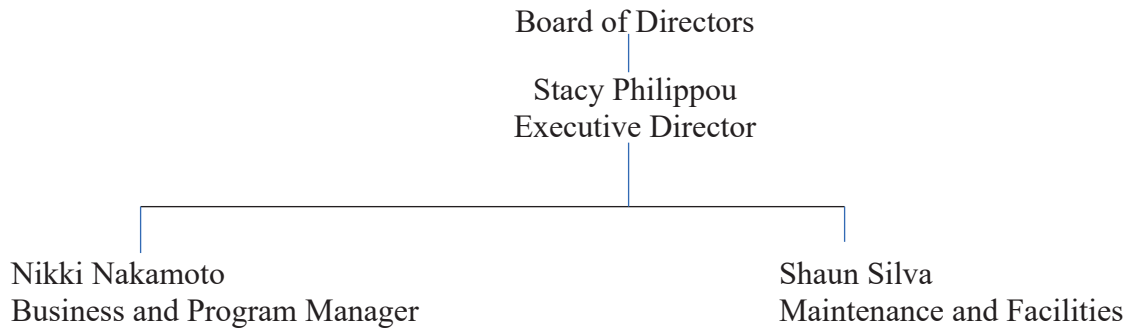 Board of Directors
Stacy Philippou
Executive Director
Nikki Nakamoto
Business and Program Manager
Shaun Silva
Maintenance and Facilities